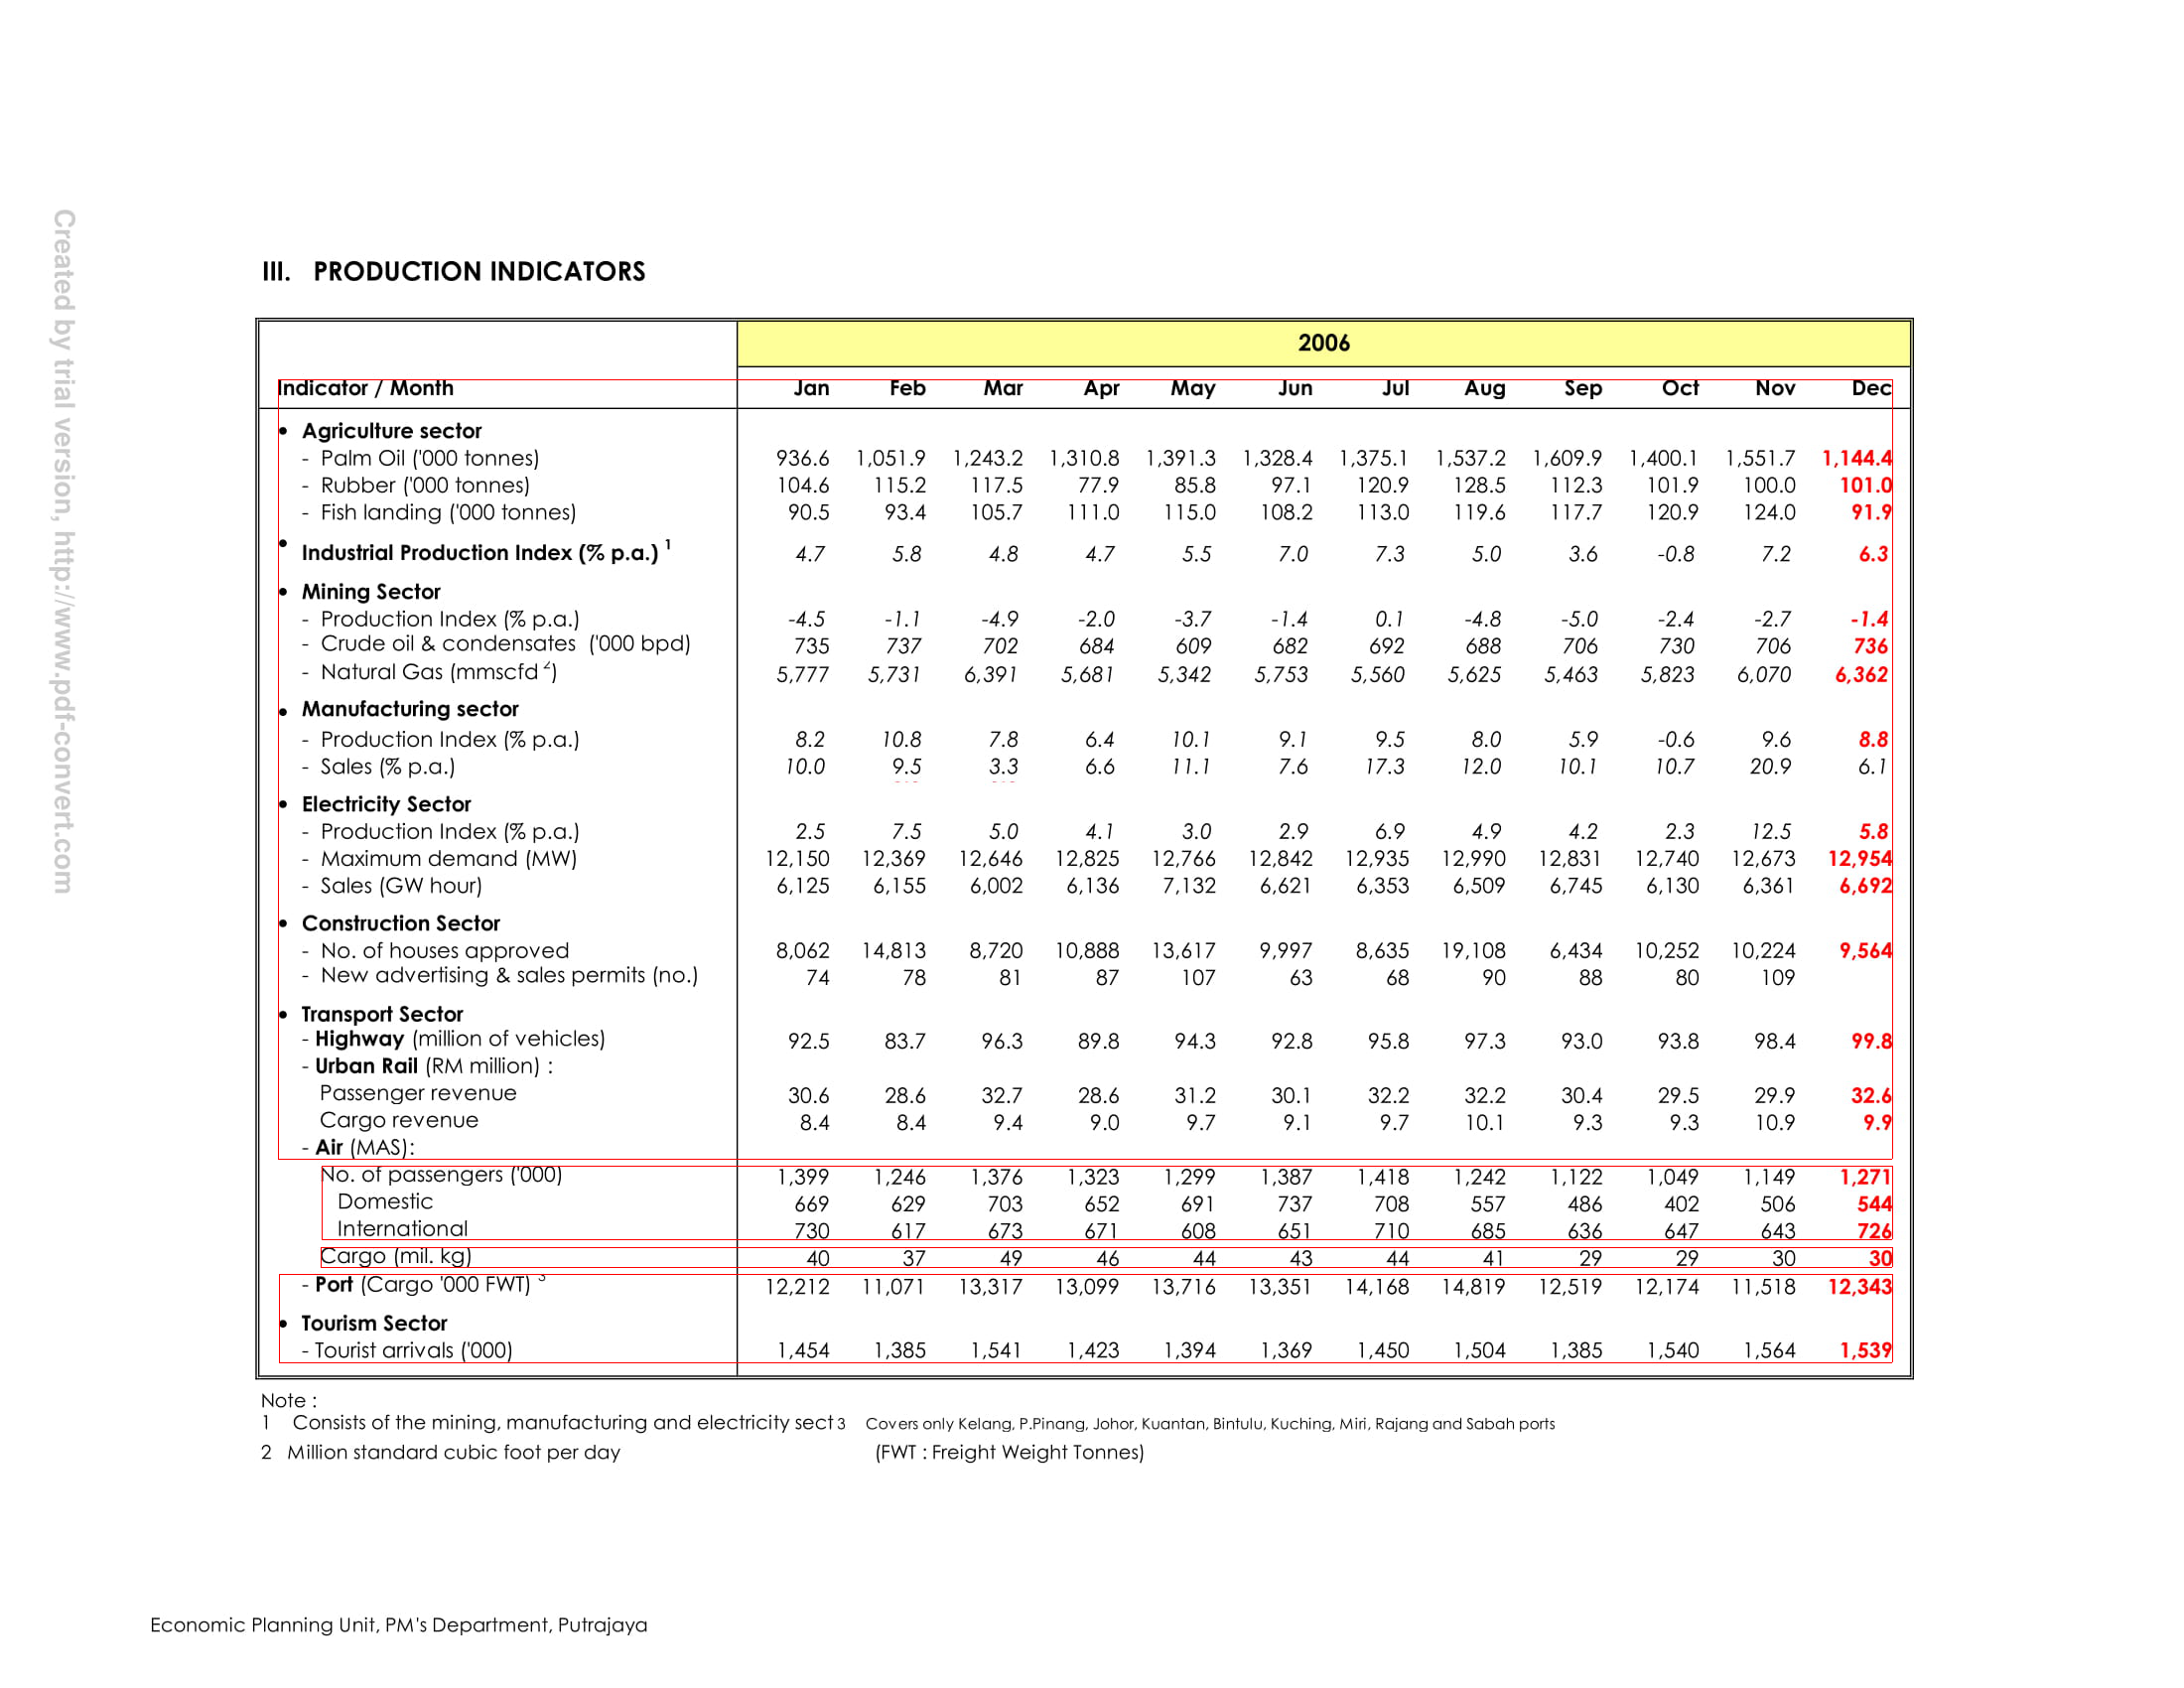 Created by trial version, http://www.pdf-convert.com
III. PRODUCTION INDICATORS
2006
Indicator / Month Jan Feb Mar Apr May Jun Jul Aug Sep Oct Nov Dec
• Agriculture sector
- Palm Oil ('000 tonnes) 936.6 1,051.9 1,243.2 1,310.8 1,391.3 1,328.4 1,375.1 1,537.2 1,609.9 1,400.1 1,551.7 1,144.4
- Rubber ('000 tonnes) 104.6 115.2 117.5 77.9 85.8 97.1 120.9 128.5 112.3 101.9 100.0 101.0
- Fish landing ('000 tonnes) 90.5 93.4 105.7 111.0 115.0 108.2 113.0 119.6 117.7 120.9 124.0 91.9
• Industrial Production Index (% p.a.) 1 4.7 5.8 4.8 4.7 5.5 7.0 7.3 5.0 3.6 -0.8 7.2 6.3
• Mining Sector
- Production Index (% p.a.) -4.5 -1.1 -4.9 -2.0 -3.7 -1.4 0.1 -4.8 -5.0 -2.4 -2.7 -1.4
- Crude oil & condensates ('000 bpd) 735 737 702 684 609 682 692 688 706 730 706 736
- Natural Gas (mmscfd 2) 5,777 5,731 6,391 5,681 5,342 5,753 5,560 5,625 5,463 5,823 6,070 6,362
• Manufacturing sector
- Production Index (% p.a.) 8.2 10.8 7.8 6.4 10.1 9.1 9.5 8.0 5.9 -0.6 9.6 8.8
- Sales (% p.a.) 10.0 9.5 3.3 6.6 11.1 7.6 17.3 12.0 10.1 10.7 20.9 6.1
• Electricity Sector
- Production Index (% p.a.) 2.5 7.5 5.0 4.1 3.0 2.9 6.9 4.9 4.2 2.3 12.5 5.8
- Maximum demand (MW) 12,150 12,369 12,646 12,825 12,766 12,842 12,935 12,990 12,831 12,740 12,673 12,954
- Sales (GW hour) 6,125 6,155 6,002 6,136 7,132 6,621 6,353 6,509 6,745 6,130 6,361 6,692
• Construction Sector
- No. of houses approved 8,062 14,813 8,720 10,888 13,617 9,997 8,635 19,108 6,434 10,252 10,224 9,564
- New advertising & sales permits (no.) 74 78 81 87 107 63 68 90 88 80 109
• Transport Sector
- Highway (million of vehicles) 92.5 83.7 96.3 89.8 94.3 92.8 95.8 97.3 93.0 93.8 98.4 99.8
- Urban Rail (RM million) :
Passenger revenue 30.6 28.6 32.7 28.6 31.2 30.1 32.2 32.2 30.4 29.5 29.9 32.6
Cargo revenue 8.4 8.4 9.4 9.0 9.7 9.1 9.7 10.1 9.3 9.3 10.9 9.9
- Air (MAS):
No. of passengers ('000) 1,399 1,246 1,376 1,323 1,299 1,387 1,418 1,242 1,122 1,049 1,149 1,271
Domestic 669 629 703 652 691 737 708 557 486 402 506 544
International 730 617 673 671 608 651 710 685 636 647 643 726
Cargo (mil. kg) 40 37 49 46 44 43 44 41 29 29 30 30
- Port (Cargo '000 FWT) 3 12,212 11,071 13,317 13,099 13,716 13,351 14,168 14,819 12,519 12,174 11,518 12,343
• Tourism Sector
- Tourist arrivals ('000) 1,454 1,385 1,541 1,423 1,394 1,369 1,450 1,504 1,385 1,540 1,564 1,539
Note :
1 Consists of the mining, manufacturing and electricity sect 3 Covers only Kelang, P.Pinang, Johor, Kuantan, Bintulu, Kuching, Miri, Rajang and Sabah ports
2 Million standard cubic foot per day (FWT : Freight Weight Tonnes)
Economic Planning Unit, PM's Department, Putrajaya